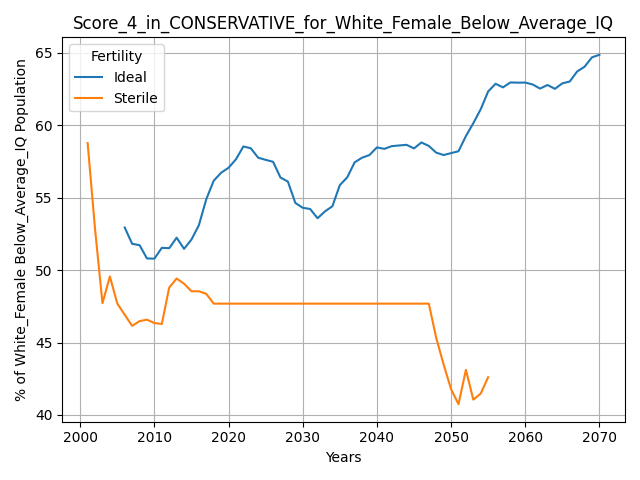 Score_4_in_CONSERVATIVE_for_White_Female_Below_Average_IQ
Fertility
Ideal
Sterile
% of White_Female Below_Average_IQ Population
65
60
55
50
45
40
2000 2010 2020 2030 2040 2050 2060 2070
Years